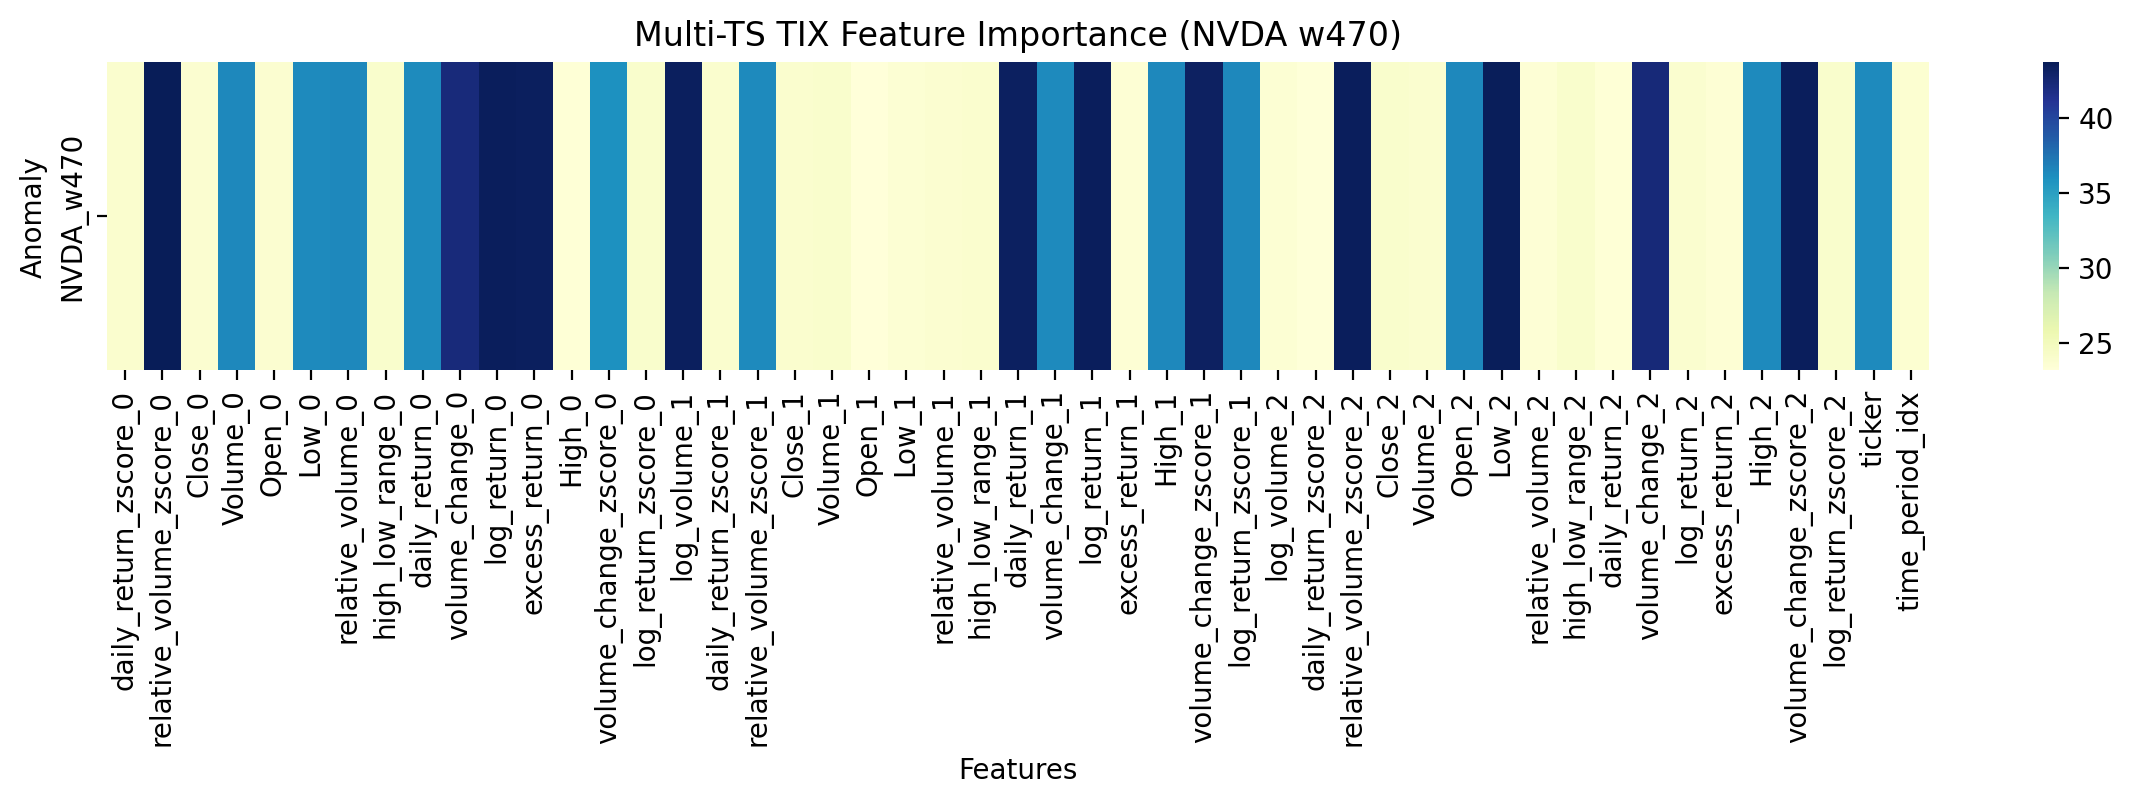 Multi-TS TIX Feature Importance (NVDA w470)
Anomaly
NVDA_w470
40
35
30
25
daily_return_zscore_0
relative_volume_zscore_0
Close_0
Volume_0
Open_0
Low_0
relative_volume_0
high_low_range_0
daily_return_0
volume_change_0
log_return_0
excess_return_0
High_0
volume_change_zscore_0
log_return_zscore_0
log_volume_1
daily_return_zscore_1
relative_volume_zscore_1
Close_1
Volume_1
Open_1
Low_1
relative_volume_1
high_low_range_1
daily_return_1
volume_change_1
log_return_1
excess_return_1
High_1
volume_change_zscore_1
log_return_zscore_1
log_volume_2
daily_return_zscore_2
relative_volume_zscore_2
Close_2
Volume_2
Open_2
Low_2
relative_volume_2
high_low_range_2
daily_return_2
volume_change_2
log_return_2
excess_return_2
High_2
volume_change_zscore_2
log_return_zscore_2
ticker
time_period_idx
Features